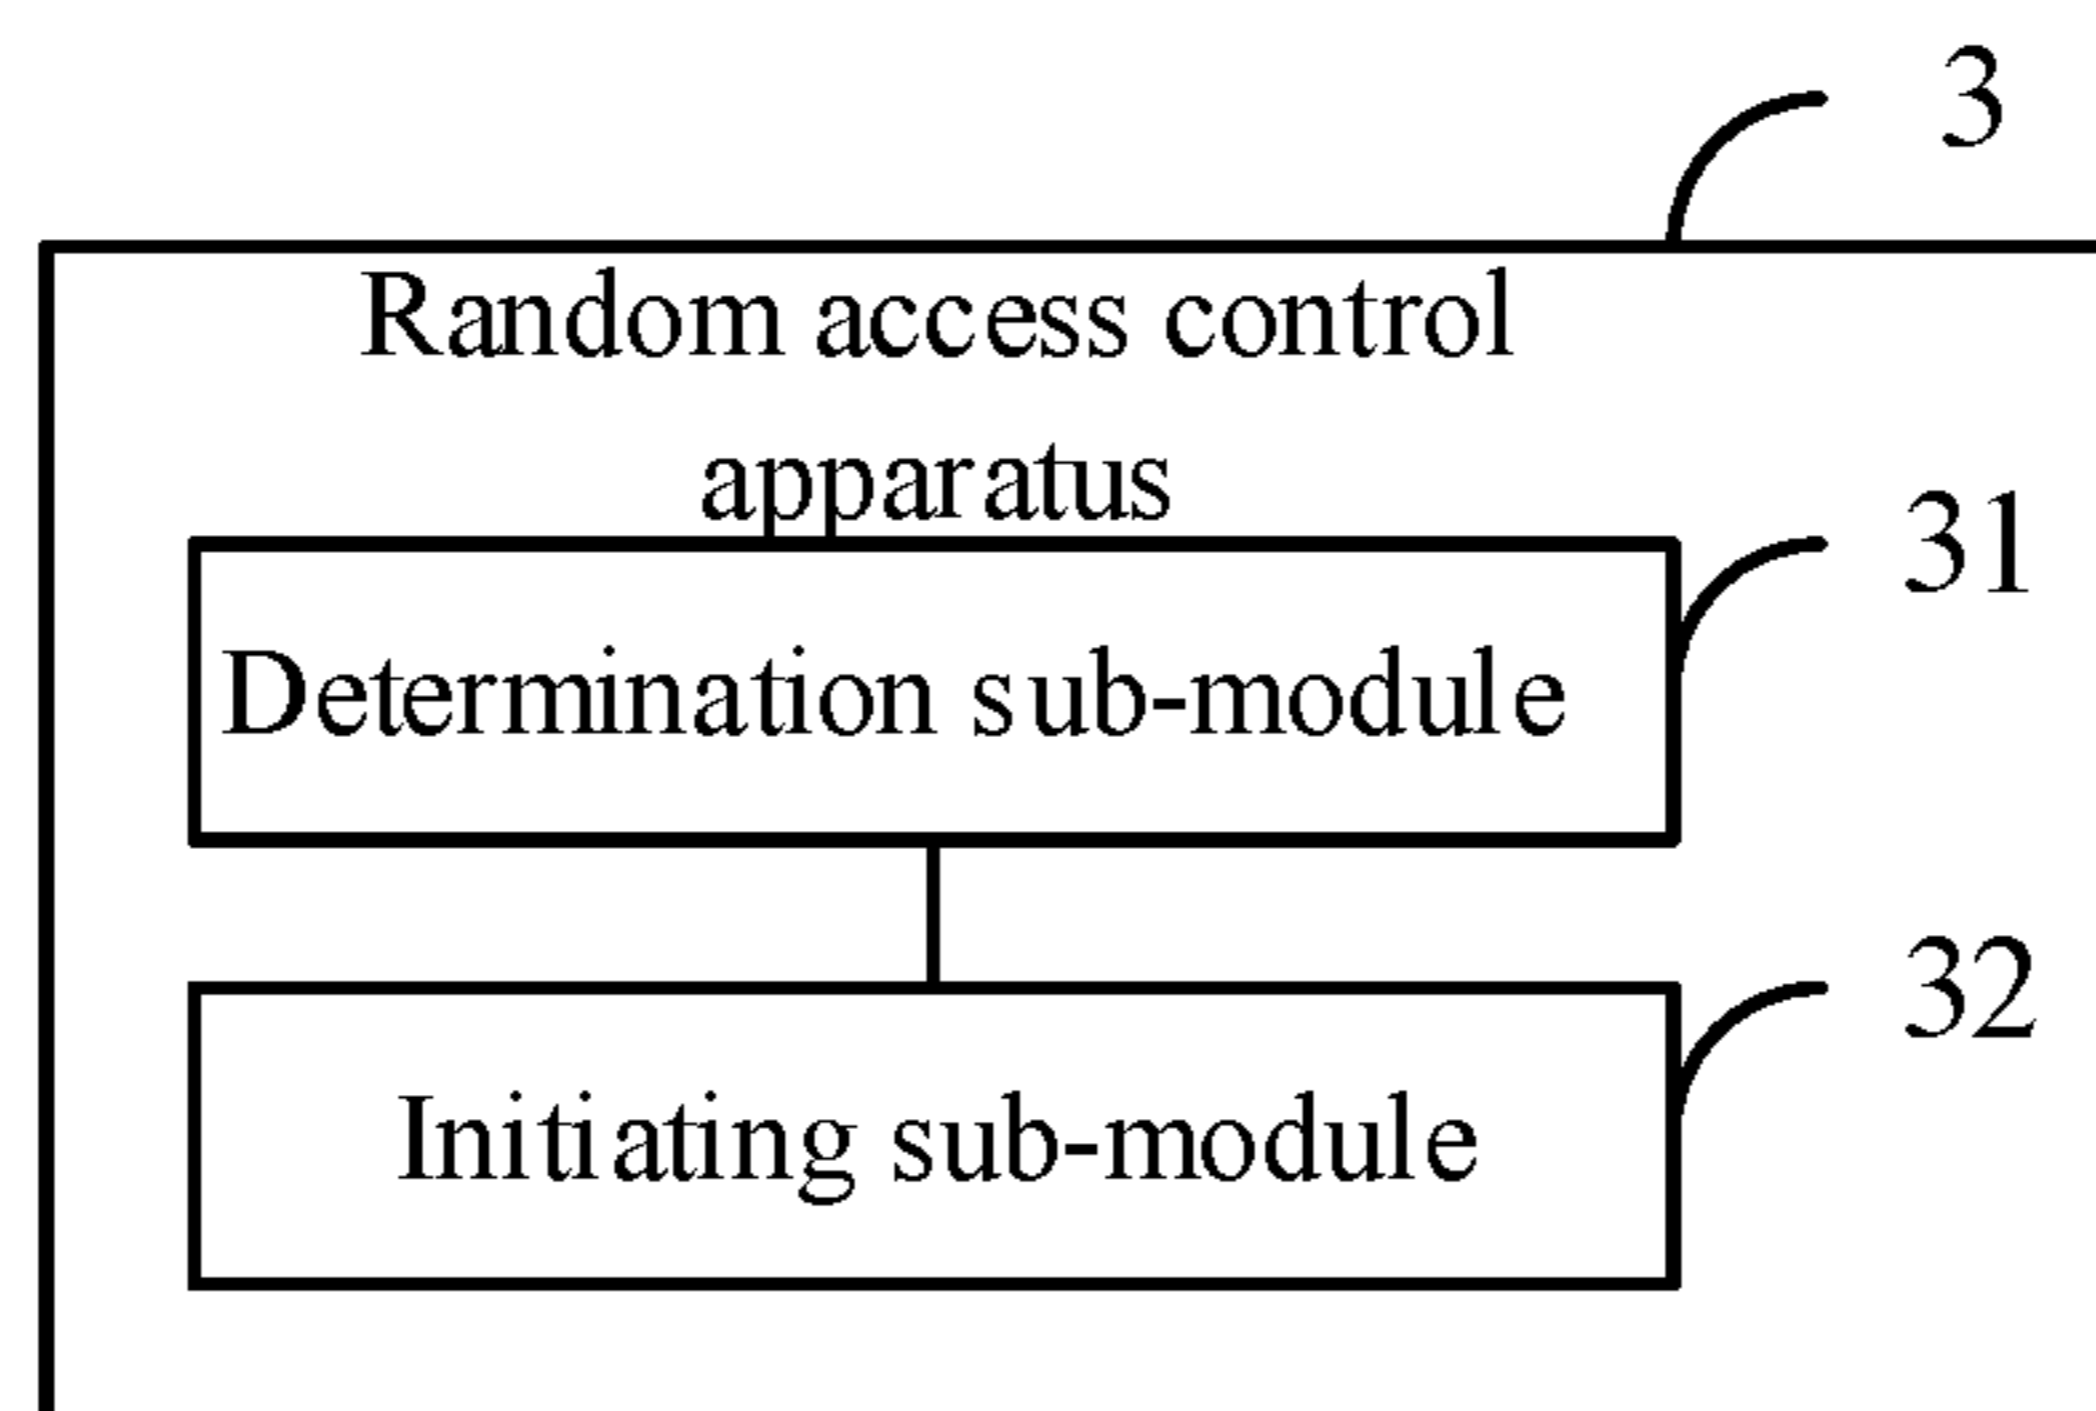 3
Random access control
apparatus
31
Determination sub-module
32
Initiating sub-module